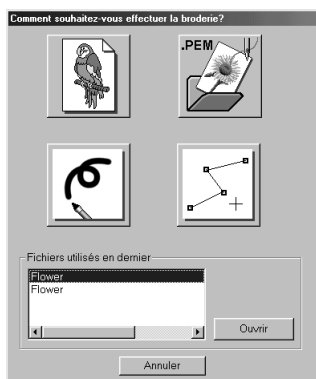 Comment souhaitez-vous effectuer la broderie?
.PEM
Fichiers utilisés en dernier
Flower
Flower
Ouvrir
Annuler